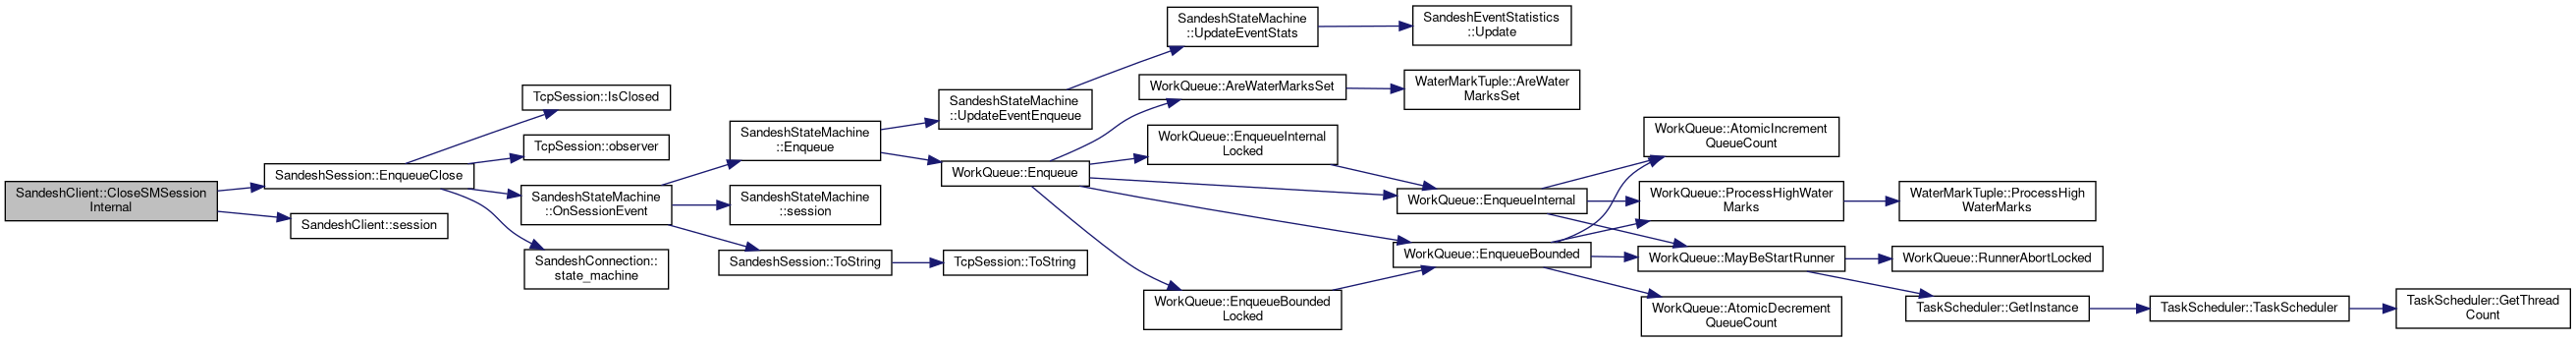 SandeshClient::CloseSMSession
Internal
SandeshSession::EnqueueClose
SandeshClient::session
TcpSession::IsClosed
TcpSession::observer
SandeshStateMachine
::OnSessionEvent
SandeshConnection::
state_machine
SandeshStateMachine
::Enqueue
SandeshStateMachine
::session
SandeshSession::ToString
SandeshStateMachine
::UpdateEventEnqueue
WorkQueue::Enqueue
TcpSession::ToString
SandeshStateMachine
::UpdateEventStats
WorkQueue::AreWaterMarksSet
WorkQueue::EnqueueInternal
Locked
WorkQueue::EnqueueBounded
Locked
SandeshEventStatistics
::Update
WaterMarkTuple::AreWater
MarksSet
WorkQueue::EnqueueInternal
WorkQueue::EnqueueBounded
WorkQueue::AtomicIncrement
QueueCount
WorkQueue::ProcessHighWater
Marks
WorkQueue::MayBeStartRunner
WorkQueue::AtomicDecrement
QueueCount
WaterMarkTuple::ProcessHigh
WaterMarks
WorkQueue::RunnerAbortLocked
TaskScheduler::GetInstance
TaskScheduler::TaskScheduler
TaskScheduler::GetThread
Count